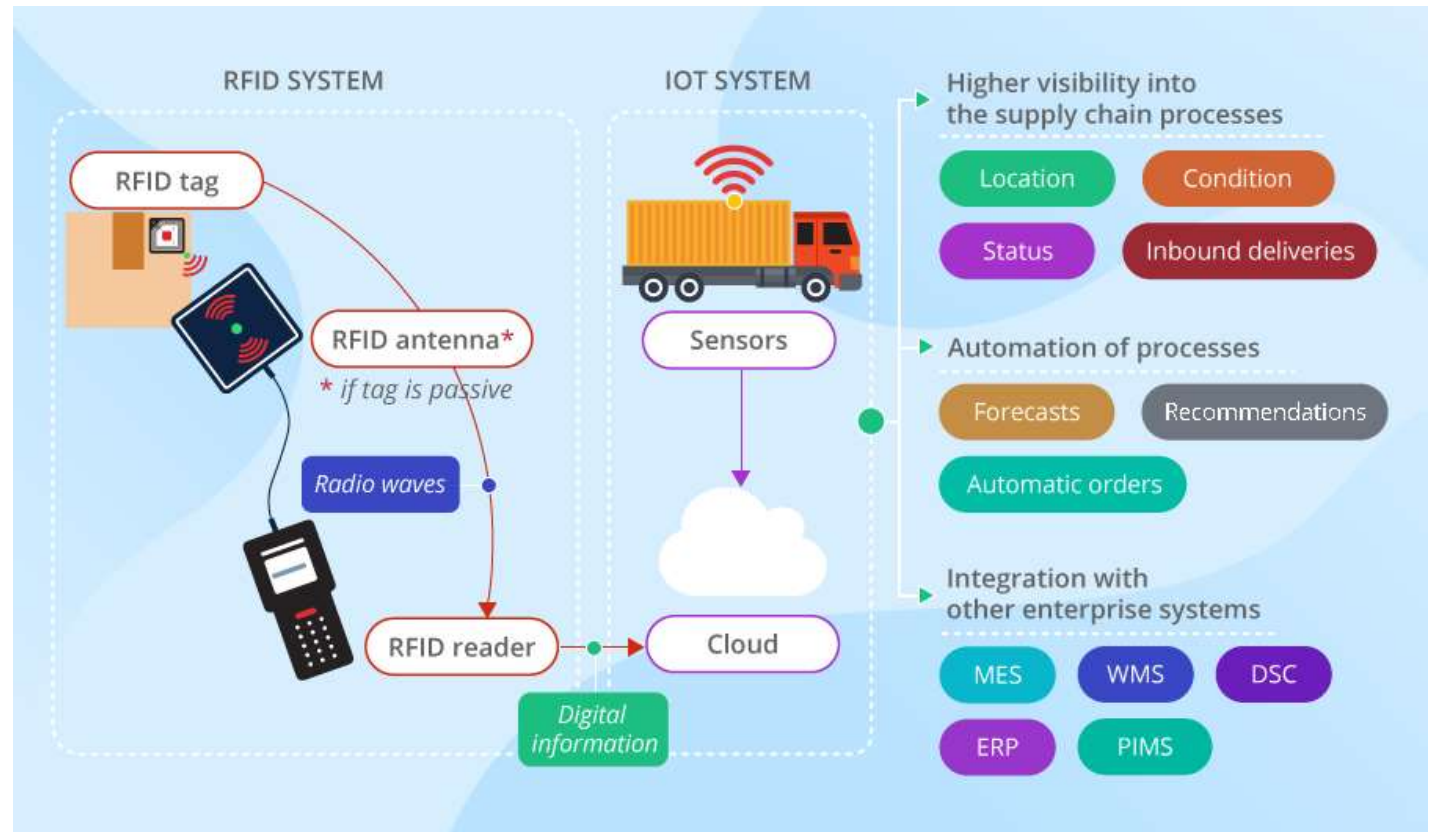 RFID SYSTEM
RFID tag
RFID antenna*
* if tag is passive
Radio waves
RFID reader
Digital
information
IOT SYSTEM
Sensors
Cloud
Higher visibility into
the supply chain processes
Location
Condition
Status
Inbound deliveries
Automation of processes
Forecasts
Recommendations
Automatic orders
Integration with
other enterprise systems
MES
WMS
DSC
ERP
PIMS